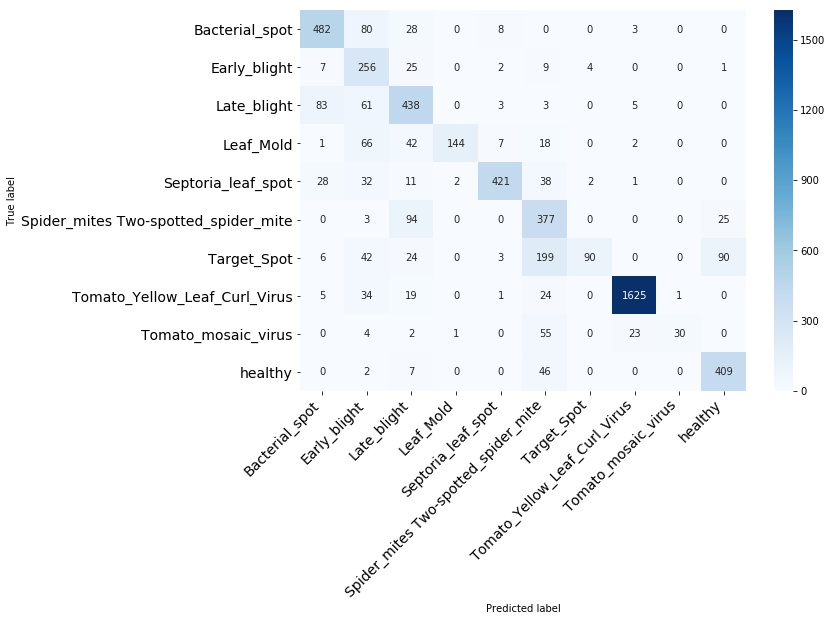 Bacterial_spot 482 80 28 0 8 0 0 3 0 0
Early_blight 7 256 25 0 2 9 4 0 0 1
Late_blight 83 61 438 0 3 3 0 5 0 0
Leaf_Mold 1 66 42 144 7 18 0 2 0 0
Septoria_leaf_spot 28 32 11 2 421 38 2 1 0 0
Spider_mites Two-spotted_spider_mite 0 3 94 0 0 377 0 0 0 25
Target_Spot 6 42 24 0 3 199 90 0 0 90
Tomato_Yellow_Leaf_Curl_Virus 5 34 19 0 1 24 0 1625 1 0
Tomato_mosaic_virus 0 4 2 1 0 55 0 23 30 0
healthy 0 2 7 0 0 46 0 0 0 409
True label
Bacterial_spot
Early_blight
Late_blight
Leaf_Mold
Septoria_leaf_spot
Spider_mites Two-spotted_spider_mite
Target_Spot
Tomato_Yellow_Leaf_Curl_Virus
Tomato_mosaic_virus
healthy
Predicted label
1500
1200
900
600
300
0